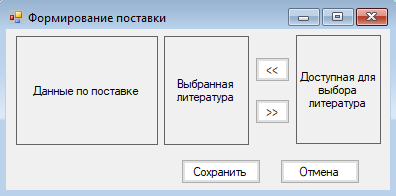 Формирование поставки
Данные по поставке
Выбранная
литература
<<
>>
Доступная для
выбора
литература
Сохранить
Отмена